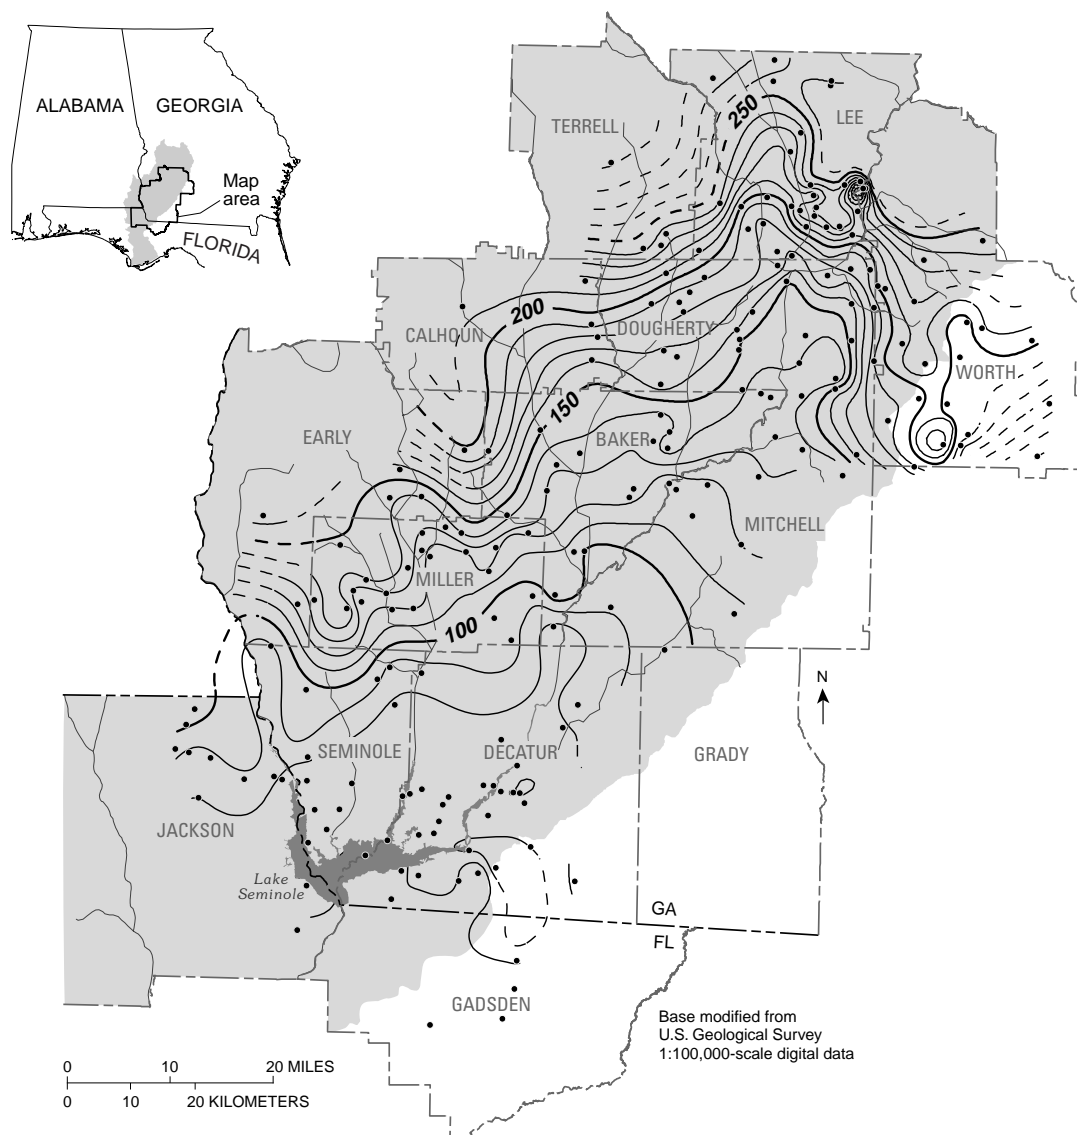 ALABAMA
GEORGIA
Map
area
FLORIDA
TERRELL
250
LEE
200
CALHOUN
DOUGHERTY
WORTH
150
EARLY
BAKER
MITCHELL
MILLER
100
N
SEMINOLE
DECATUR
GRADY
JACKSON
Lake
Seminole
GA
FL
GADSDEN
Base modified from
U.S. Geological Survey
1:100,000-scale digital data
0 10 20 MILES
0 10 20 KILOMETERS